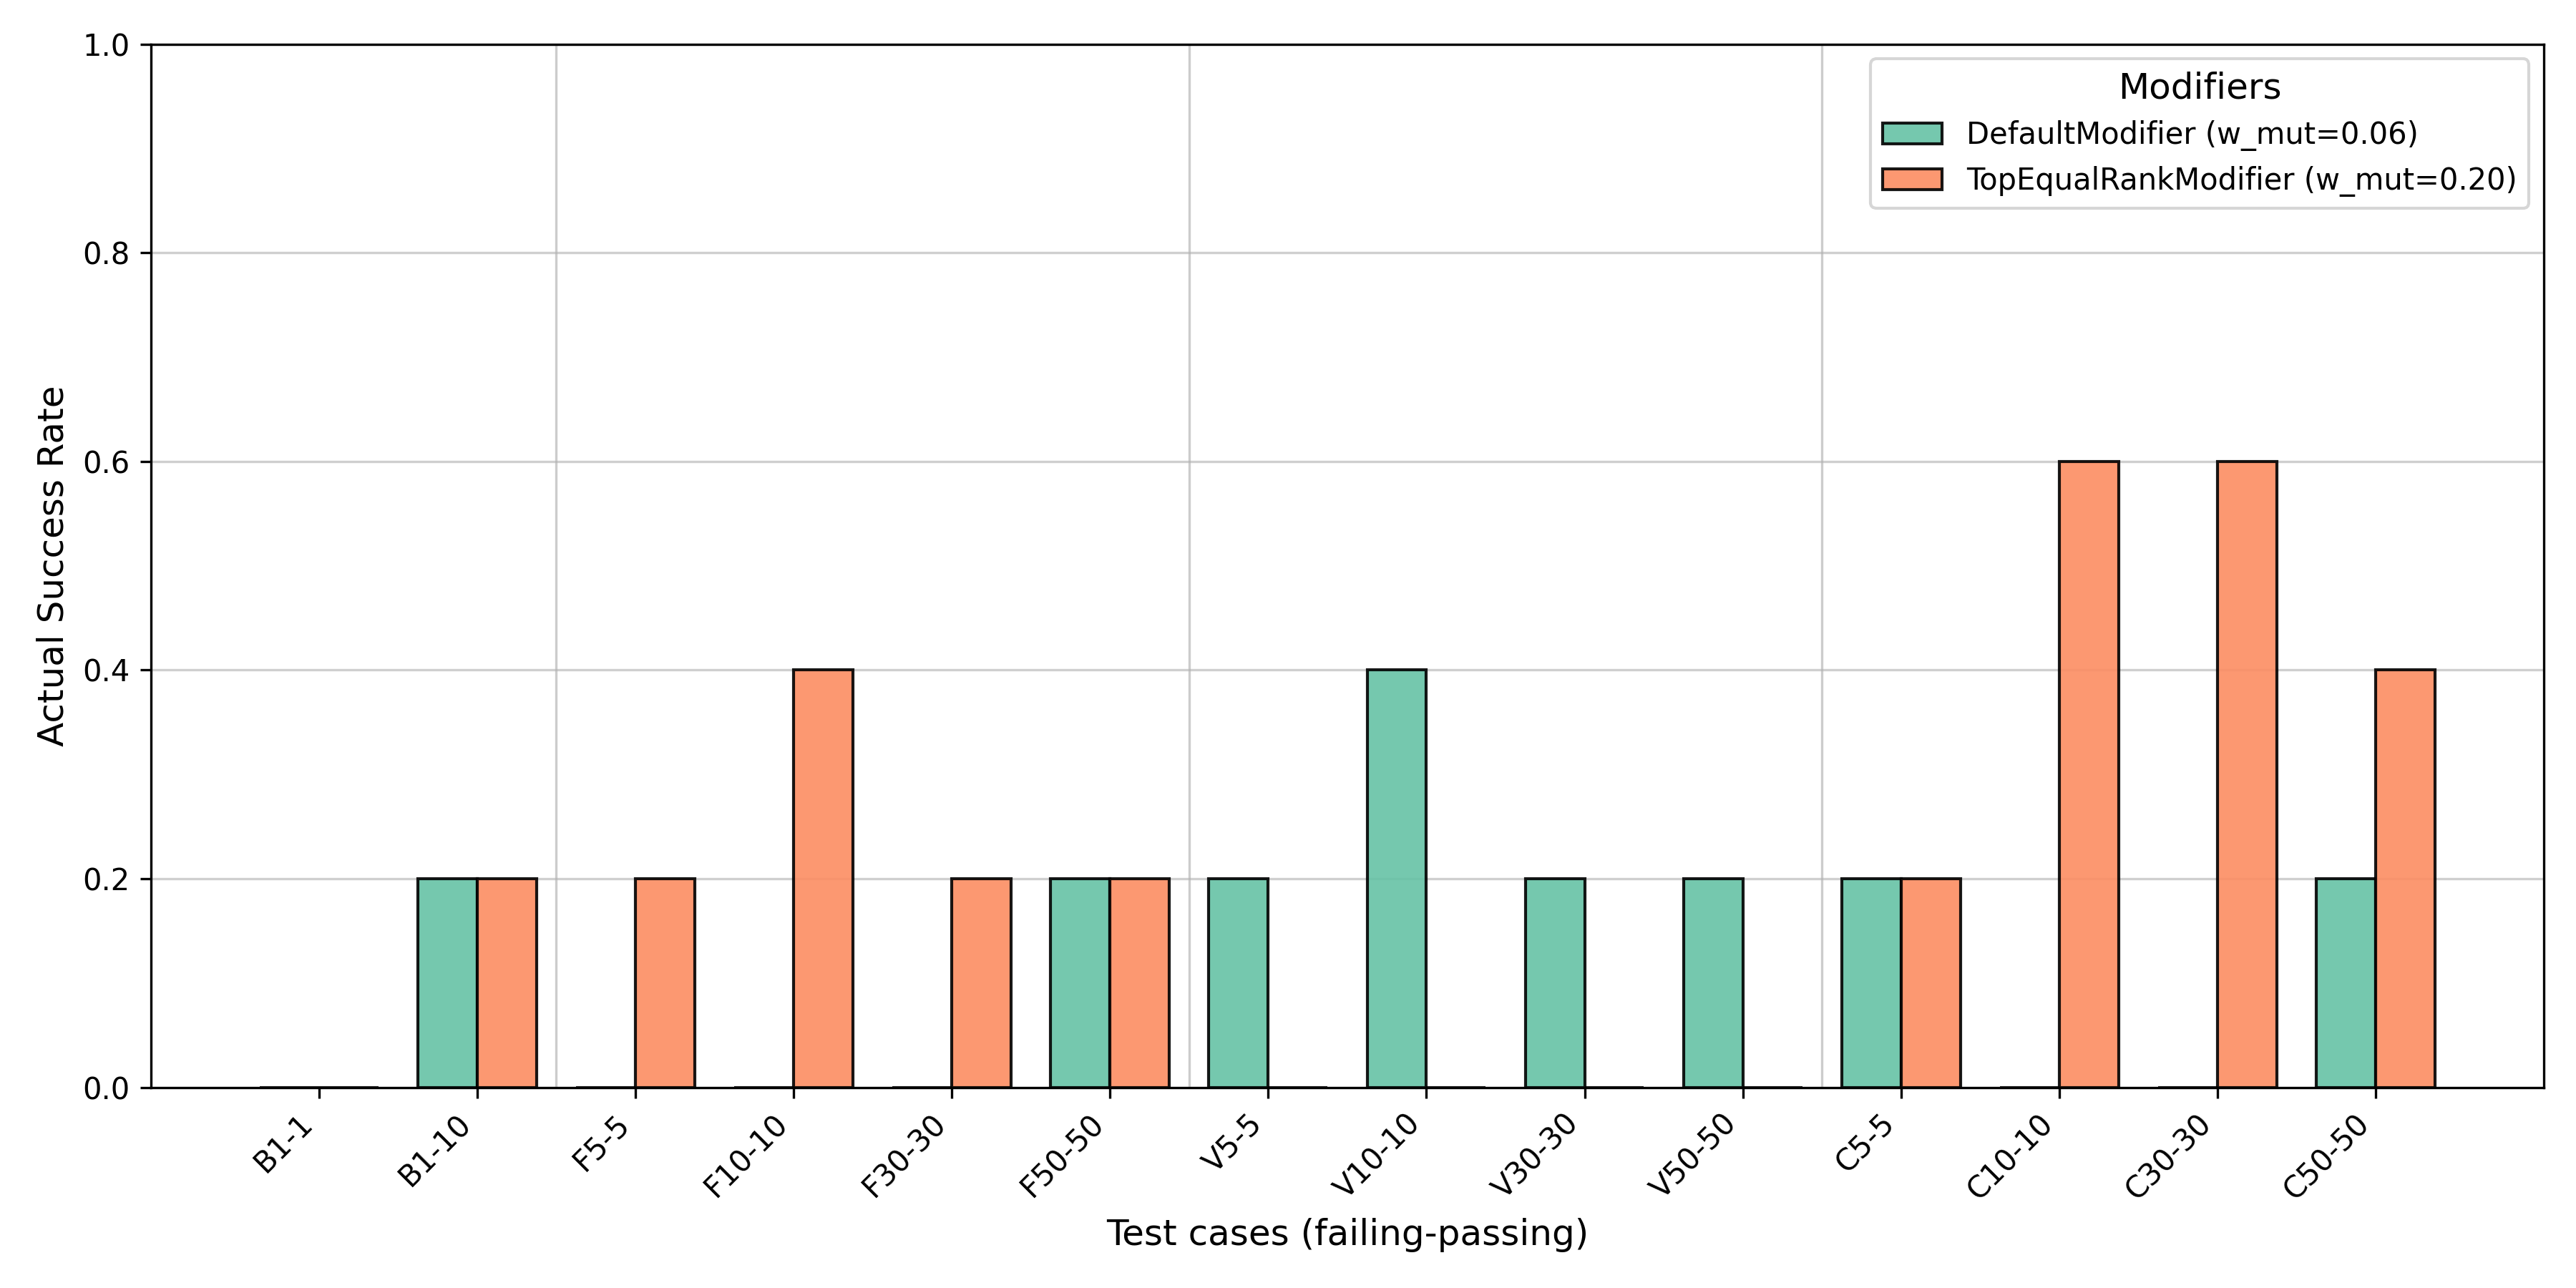 Modifiers
DefaultModifier (w_mut=0.06)
TopEqualRankModifier (w_mut=0.20)
Actual Success Rate
1.0
0.8
0.6
0.4
0.2
0.0
B1-1
B1-10
F5-5
F10-10
F30-30
F50-50
V5-5
V10-10
V30-30
V50-50
C5-5
C10-10
C30-30
C50-50
Test cases (failing-passing)